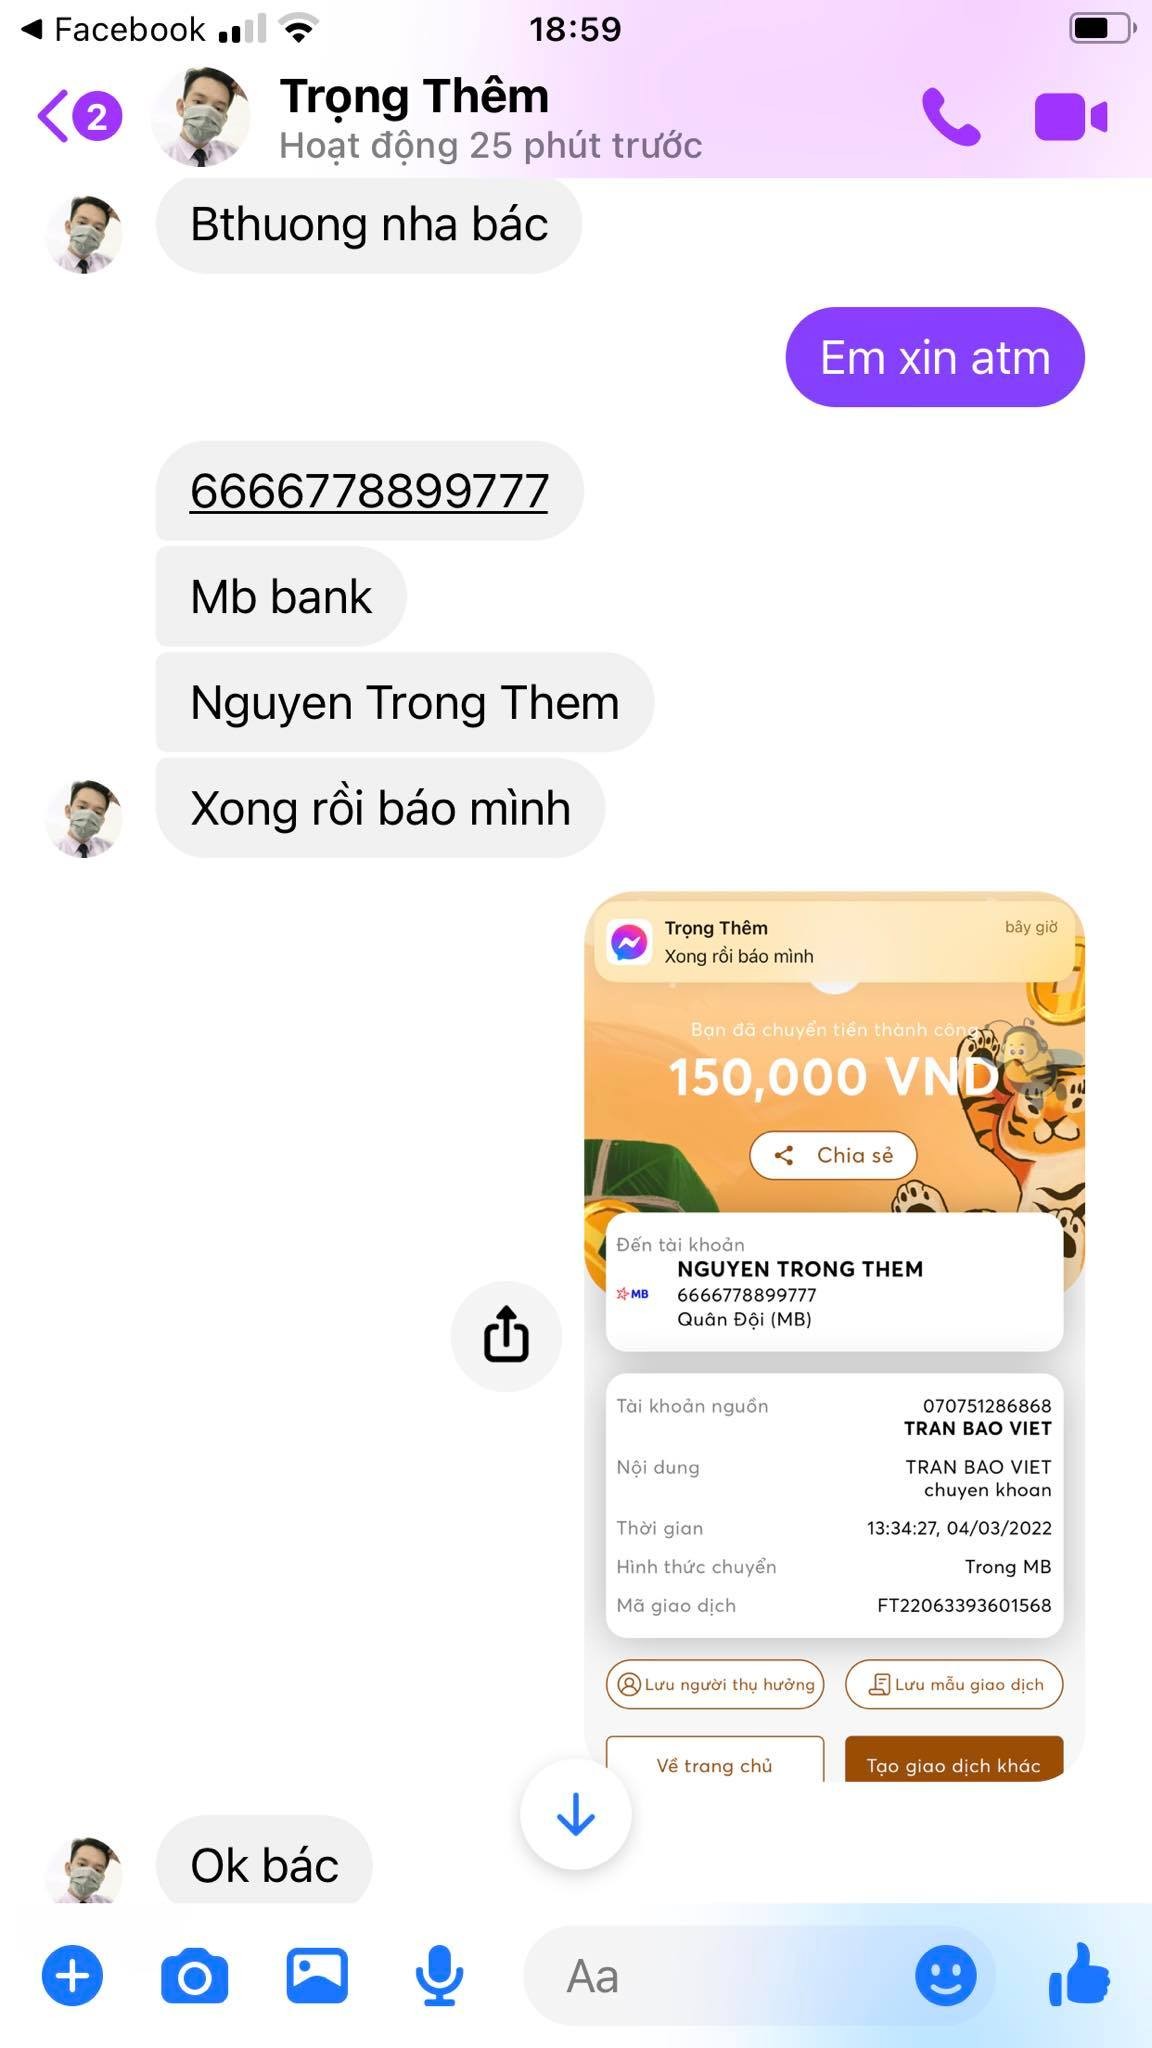 Facebook
18:59
2
Trọng Thêm
Hoạt động 25 phút trước
Bthuong nha bác
Em xin atm
6666778899777
Mb bank
Nguyen Trong Them
Xong rồi báo mình
Trọng Thêm
bây giờ
Xong rồi báo mình
Bạn đã chuyển tiền thành công
150,000 VND
Chia sẻ
Đến tài khoản
NGUYEN TRONG THEM
MB
6666778899777
Quân Đội (MB)
Tài khoản nguồn
070751286868
TRAN BAO VIET
Nội dung
TRAN BAO VIET
chuyen khoan
Thời gian
13:34:27, 04/03/2022
Hình thức chuyển
Trong MB
Mã giao dịch
FT22063393601568
Lưu người thụ hưởng
Lưu mẫu giao dịch
Về trang chủ
Tạo giao dịch khác
Ok bác
Aa